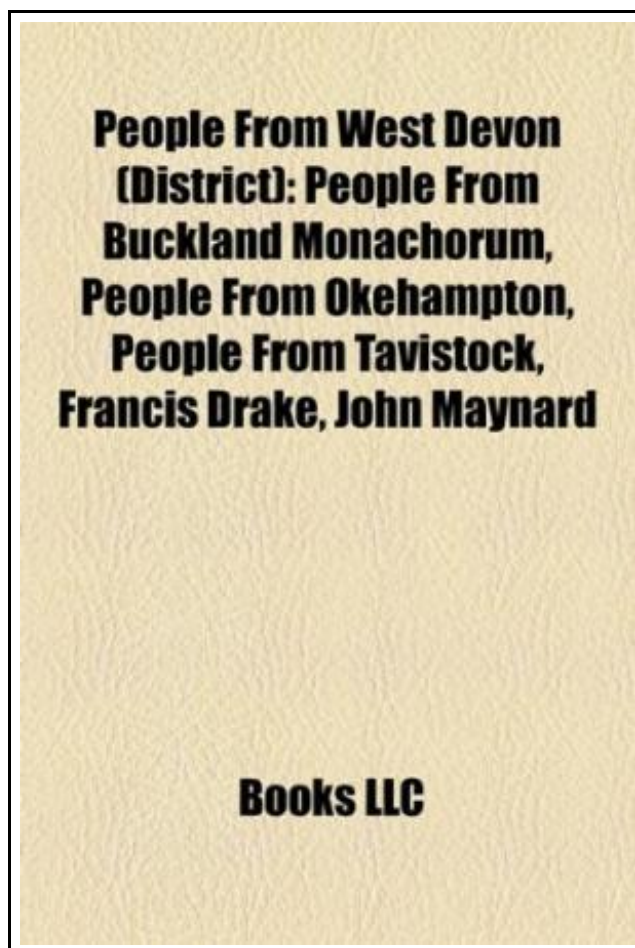 People From West Devon
(District): People From
Buckland Monachorum,
People From Okehampton,
People From Tavistock,
Francis Drake, John Maynard
Books LLC